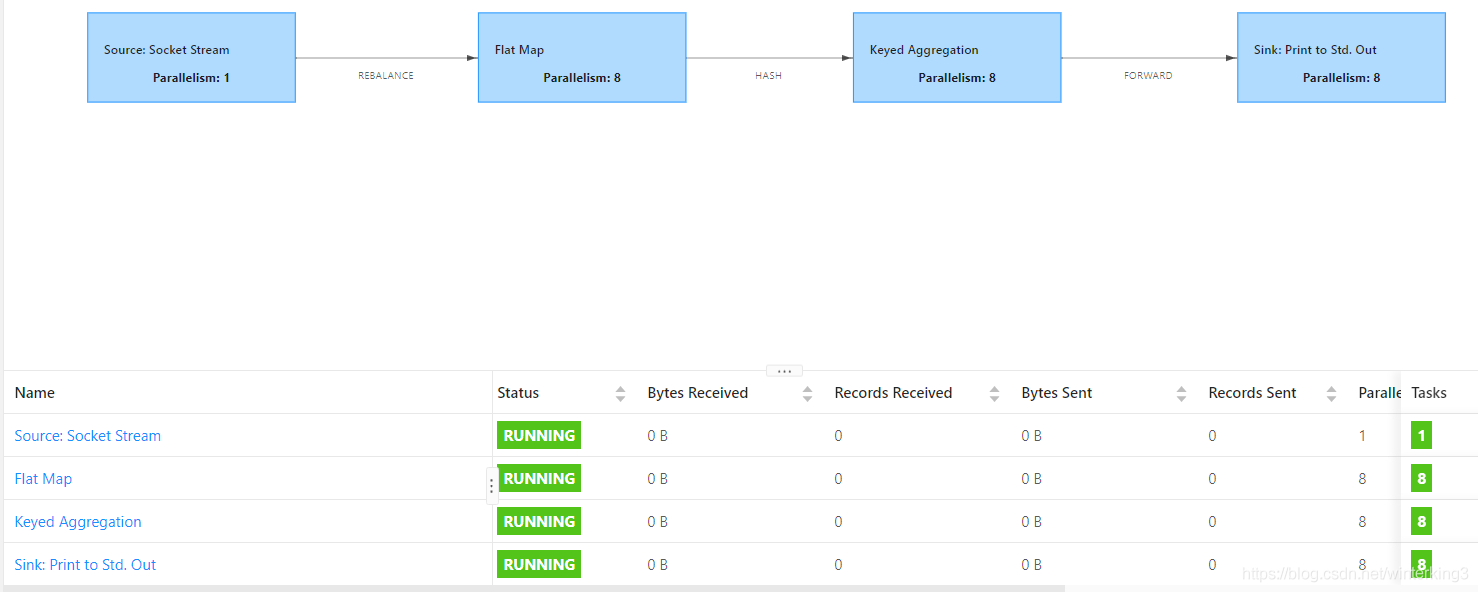 Source: Socket Stream
Parallelism: 1
REBALANCE
Flat Map
Parallelism: 8
HASH
Keyed Aggregation
Parallelism: 8
FORWARD
Sink: Print to Std. Out
Parallelism: 8
Name Status Bytes Received Records Received Bytes Sent Records Sent Paralle Tasks
Source: Socket Stream RUNNING 0 B 0 0 B 0 1 1
Flat Map RUNNING 0 B 0 0 B 0 8 8
Keyed Aggregation RUNNING 0 B 0 0 B 0 8 8
Sink: Print to Std. Out RUNNING 0 B 0 0 B 0 8 8
https://blog.csdn.net/winterking3